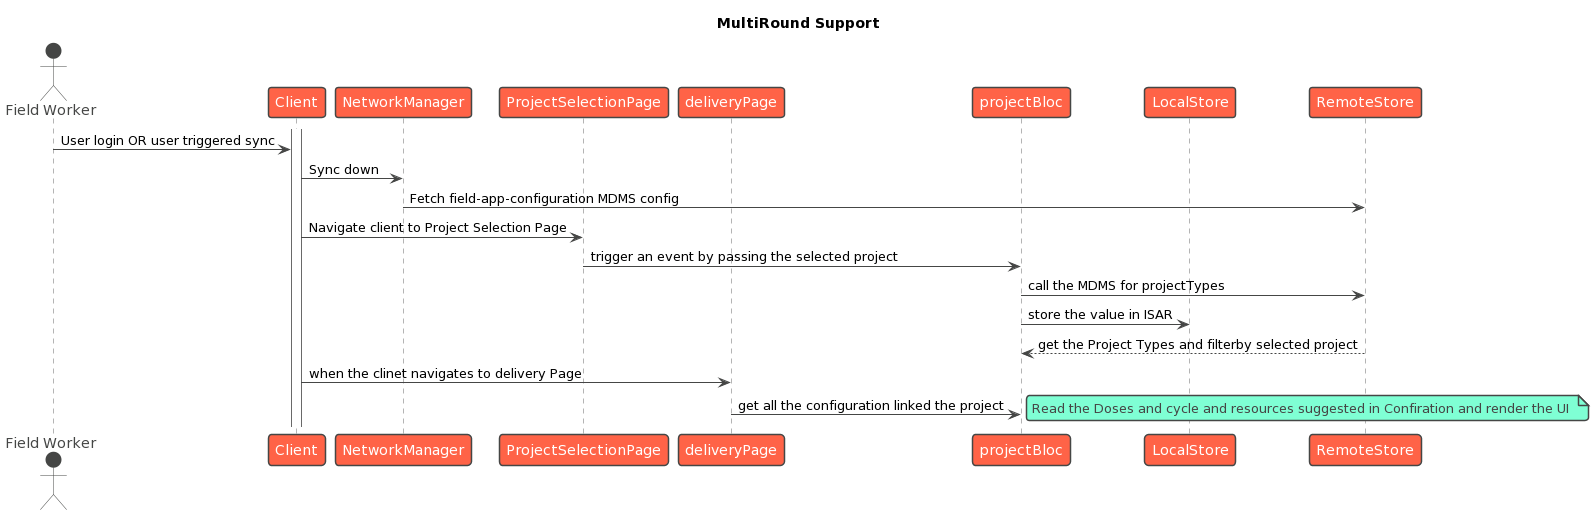 MultiRound Support
Field Worker
Client
NetworkManager
ProjectSelectionPage
deliveryPage
projectBloc
LocalStore
RemoteStore
User login OR user triggered sync
Sync down
Fetch field-app-configuration MDMS config
Navigate client to Project Selection Page
trigger an event by passing the selected project
call the MDMS for projectTypes
store the value in ISAR
get the Project Types and filterby selected project
when the clinet navigates to delivery Page
get all the configuration linked the project
Read the Doses and cycle and resources suggested in Confiration and render the UI
Field Worker
Client
NetworkManager
ProjectSelectionPage
deliveryPage
projectBloc
LocalStore
RemoteStore